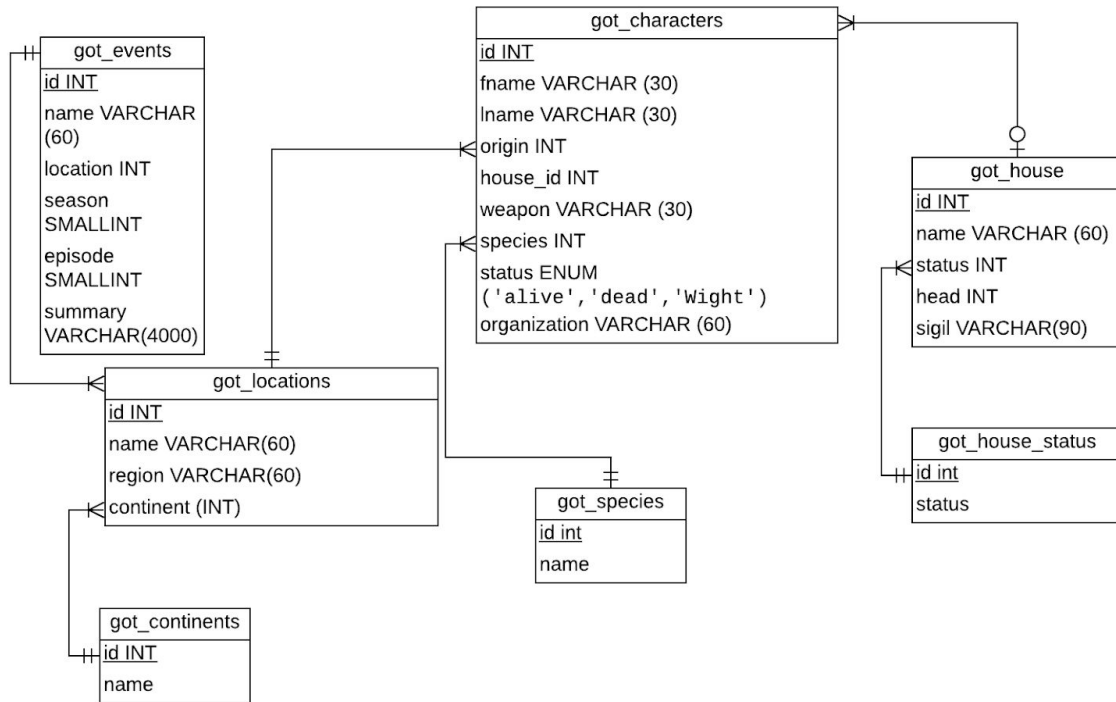 got_events
id INT
name VARCHAR
(60)
location INT
season
SMALLINT
episode
SMALLINT
summary
VARCHAR(4000)
got_characters
id INT
fname VARCHAR (30)
lname VARCHAR (30)
origin INT
house_id INT
weapon VARCHAR (30)
species INT
status ENUM
('alive','dead','Wight')
organization VARCHAR (60)
got_house
id INT
name VARCHAR (60)
status INT
head INT
sigil VARCHAR(90)
got_locations
id INT
name VARCHAR(60)
region VARCHAR(60)
continent (INT)
got_house_status
id int
status
got_species
id int
name
got_continents
id INT
name